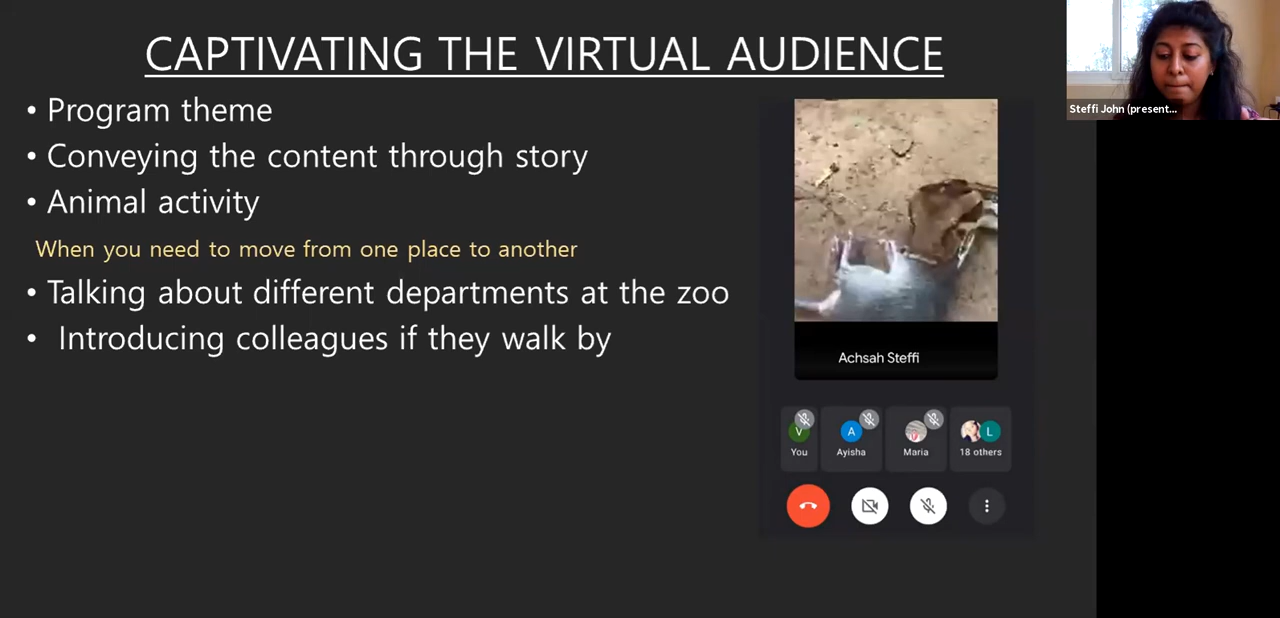 CAPTIVATING THE VIRTUAL AUDIENCE
• Program theme
• Conveying the content through story
• Animal activity
When you need to move from one place to another
• Talking about different departments at the zoo
• Introducing colleagues if they walk by
Steffi John (present...
Achsah Steffi
V
A
L
You
Ayisha
Maria
18 others